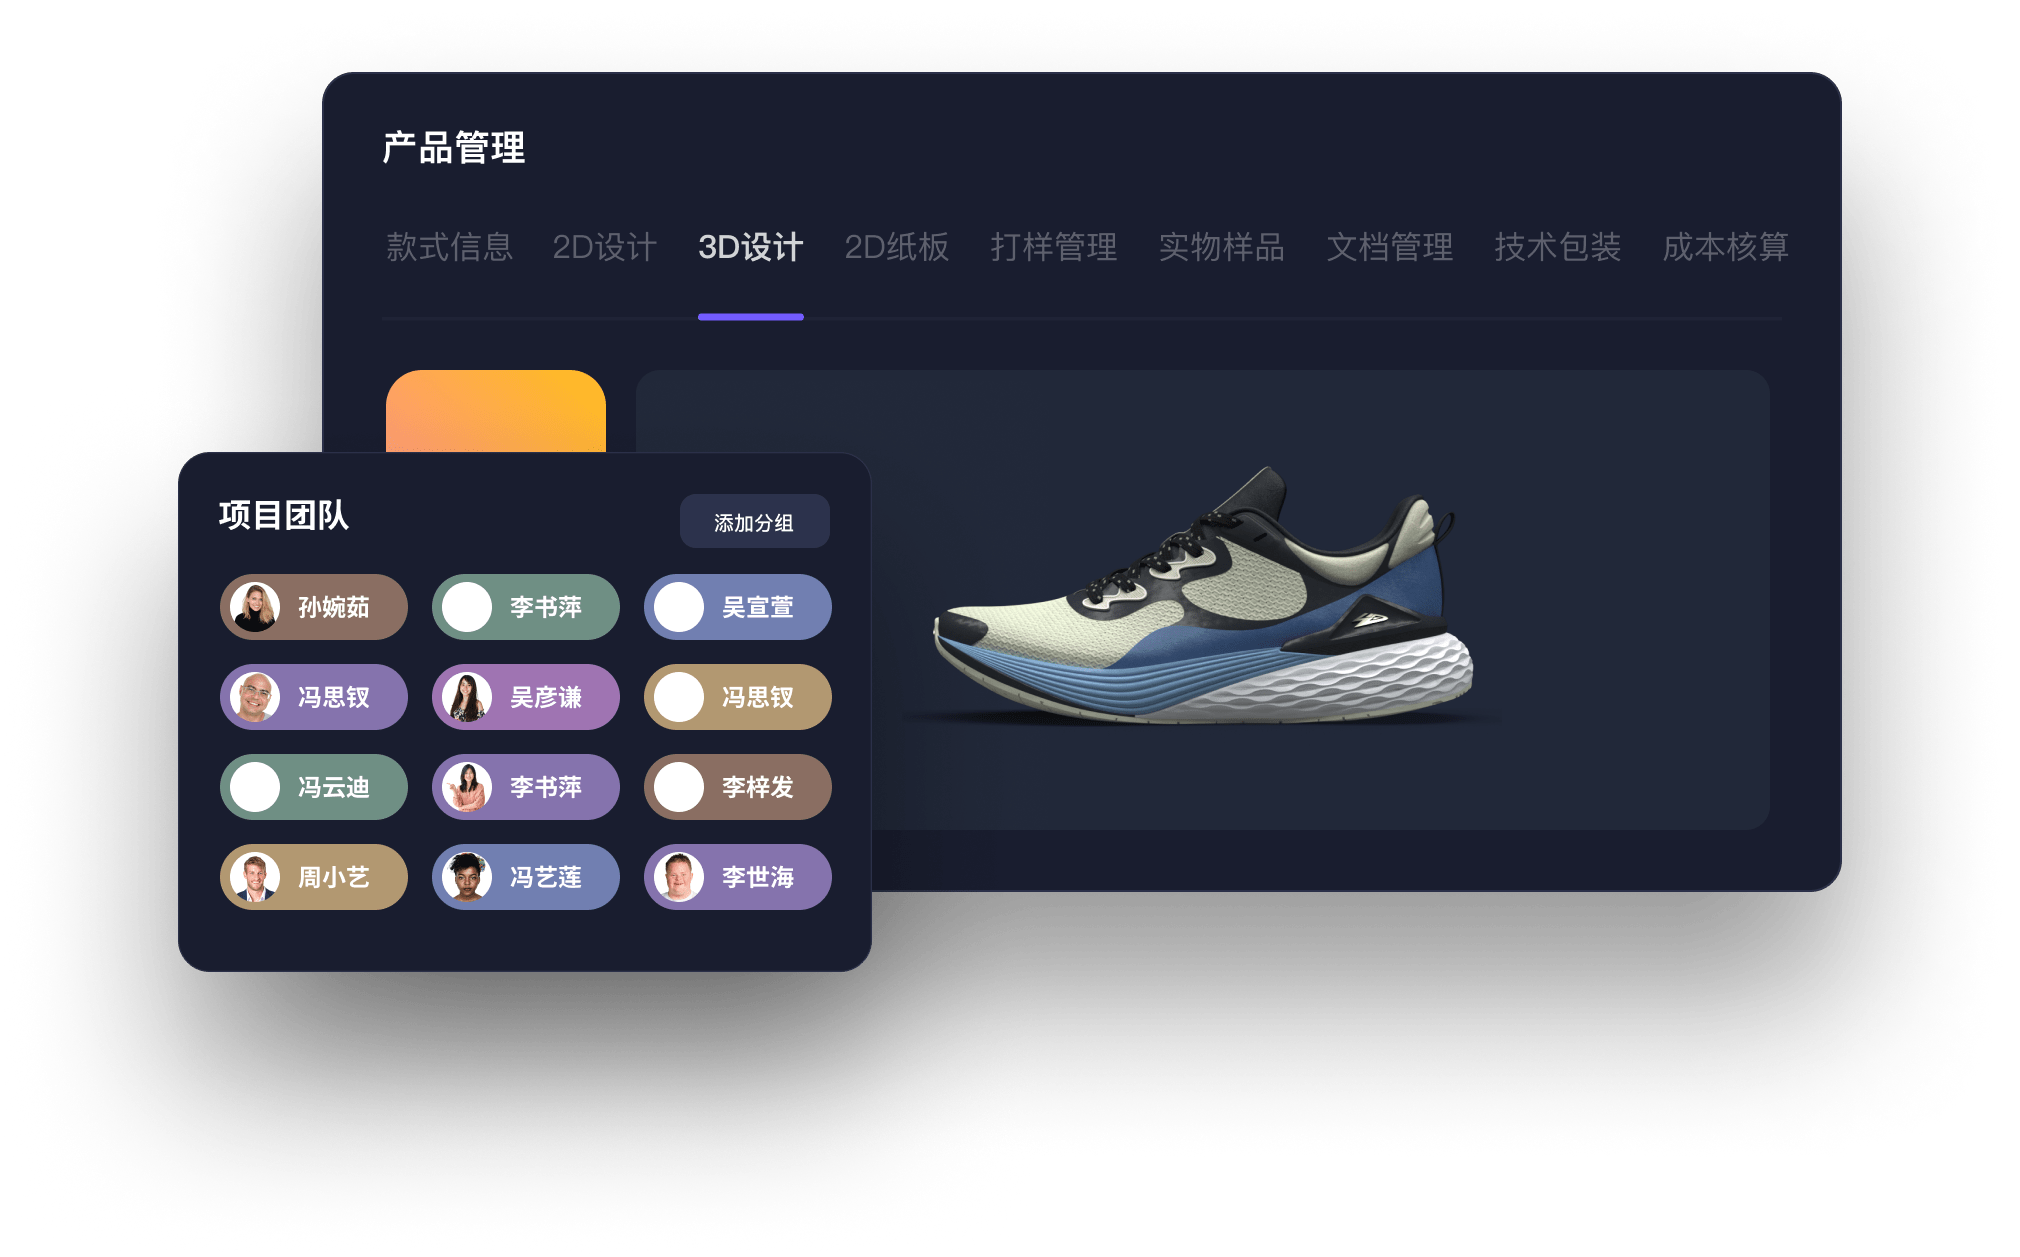 产品管理
款式信息 2D设计 3D设计 2D纸板 打样管理 实物样品 文档管理 技术包装 成本核算
项目团队 添加分组
孙婉茹 李书萍 吴宣萱
冯思钗 吴彦谦 冯思钗
冯云迪 李书萍 李梓发
周小艺 冯艺莲 李世海